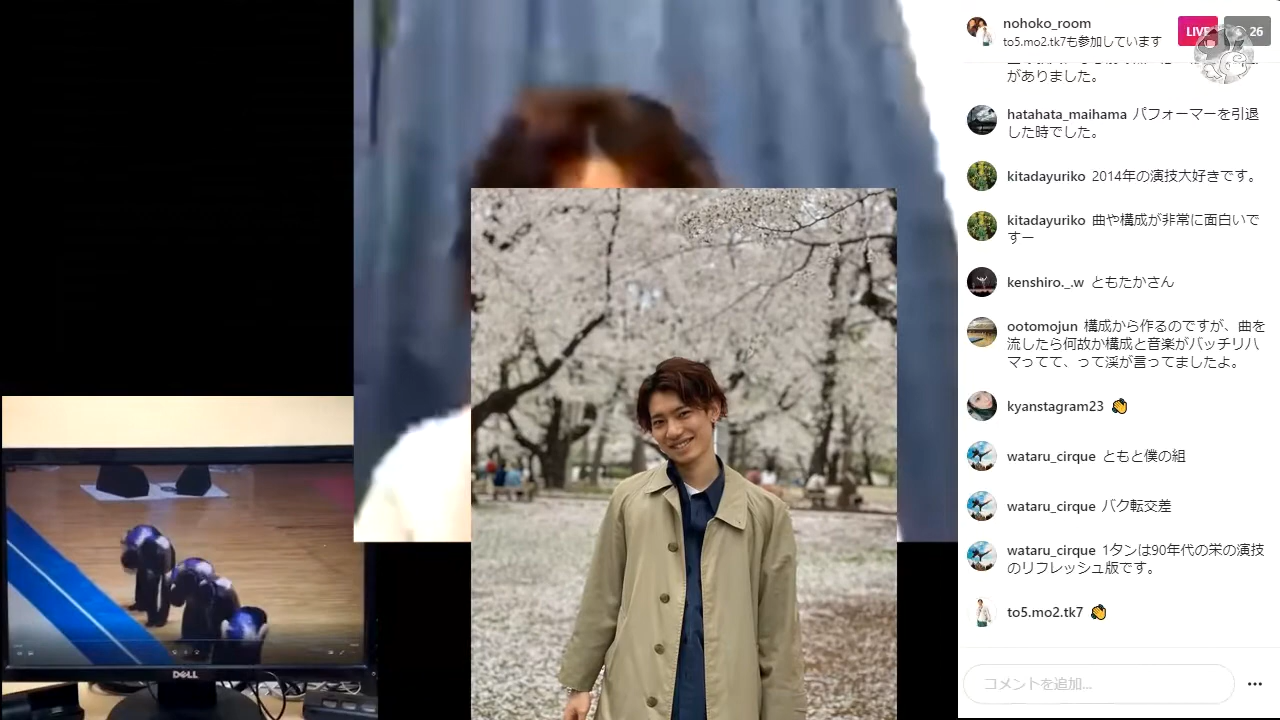 nohoko_room
to5.mo2.tk7も参加しています
LIVE
26
がありました。
hatahata_maihama パフォーマーを引退
した時でした。
kitadayuriko 2014年の演技大好きです。
kitadayuriko 曲や構成が非常に面白いで
すー
kenshiro._.w ともたかさん
ootomojun 構成から作るのですが、曲を
流したら何故か構成と音楽がバッチリハ
マってて、って渓が言ってましたよ。
kyanstagram23 👏
wataru_cirque ともと僕の組
wataru_cirque バク転交差
wataru_cirque 1タンは90年代の栄の演技
のリフレッシュ版です。
to5.mo2.tk7 👏
コメントを追加...
DELL